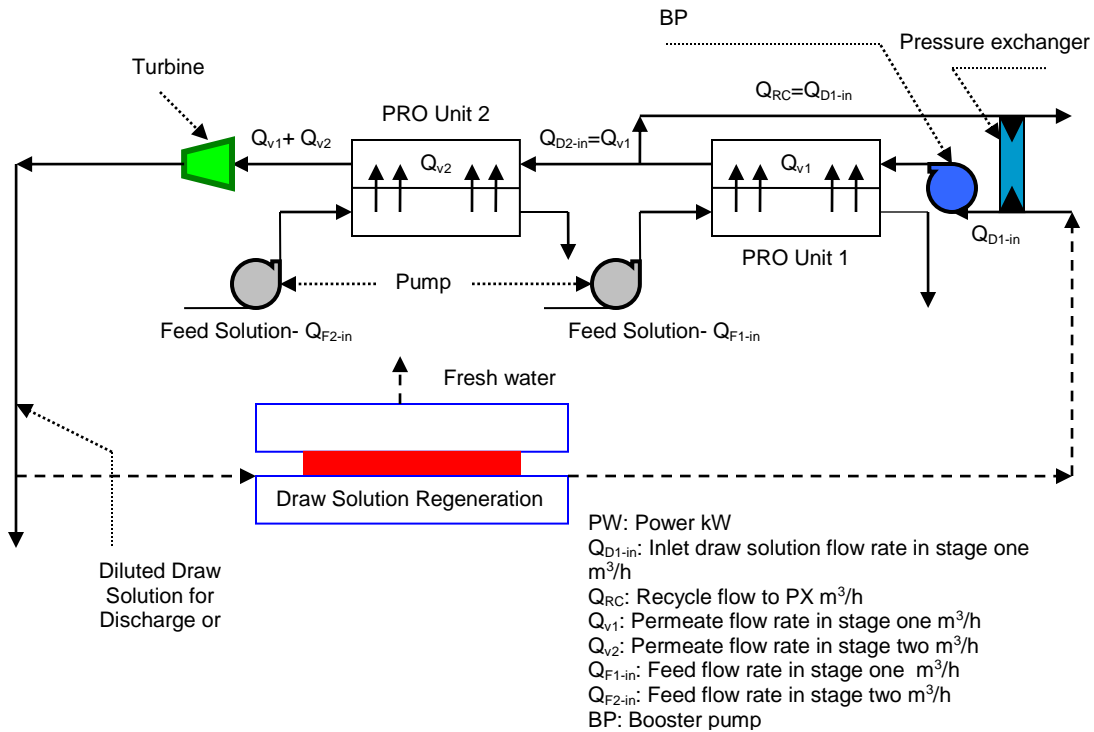 BP
Pressure exchanger
Turbine
Q_RC=Q_D1-in
PRO Unit 2
Q_v1+ Q_v2
Q_D2-in=Q_v1
Q_v2
Q_v1
Q_D1-in
PRO Unit 1
Pump
Feed Solution- Q_F2-in
Feed Solution- Q_F1-in
Fresh water
Draw Solution Regeneration
Diluted Draw
Solution for
Discharge or
PW: Power kW
Q_D1-in: Inlet draw solution flow rate in stage one
m³/h
Q_RC: Recycle flow to PX m³/h
Q_v1: Permeate flow rate in stage one m³/h
Q_v2: Permeate flow rate in stage two m³/h
Q_F1-in: Feed flow rate in stage one m³/h
Q_F2-in: Feed flow rate in stage two m³/h
BP: Booster pump